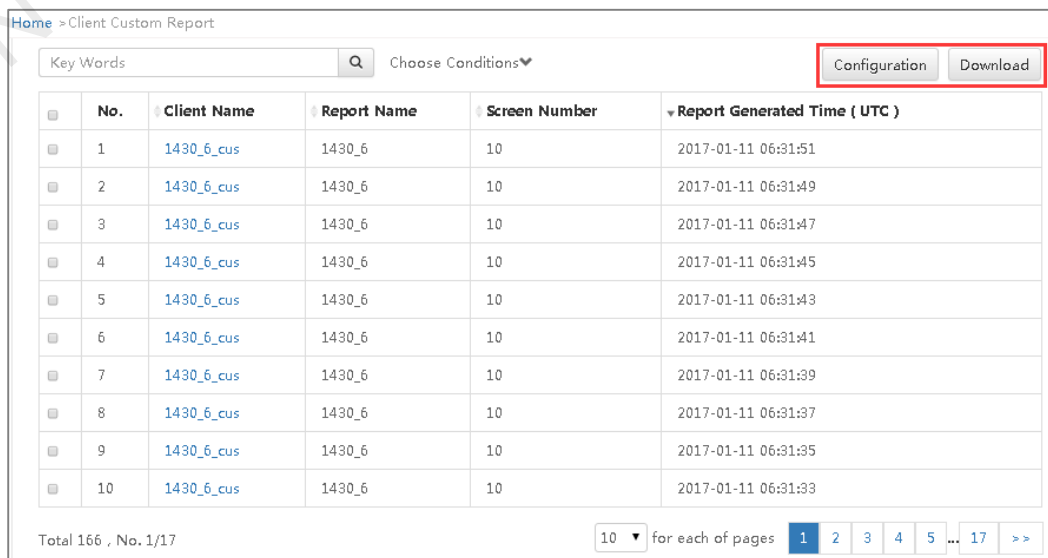 Home >Client Custom Report
Key Words Choose Conditions Configuration Download
No. Client Name Report Name Screen Number Report Generated Time ( UTC )
1 1430_6_cus 1430_6 10 2017-01-11 06:31:51
2 1430_6_cus 1430_6 10 2017-01-11 06:31:49
3 1430_6_cus 1430_6 10 2017-01-11 06:31:47
4 1430_6_cus 1430_6 10 2017-01-11 06:31:45
5 1430_6_cus 1430_6 10 2017-01-11 06:31:43
6 1430_6_cus 1430_6 10 2017-01-11 06:31:41
7 1430_6_cus 1430_6 10 2017-01-11 06:31:39
8 1430_6_cus 1430_6 10 2017-01-11 06:31:37
9 1430_6_cus 1430_6 10 2017-01-11 06:31:35
10 1430_6_cus 1430_6 10 2017-01-11 06:31:33
Total 166 , No. 1/17 10 for each of pages 1 2 3 4 5 ... 17 >>